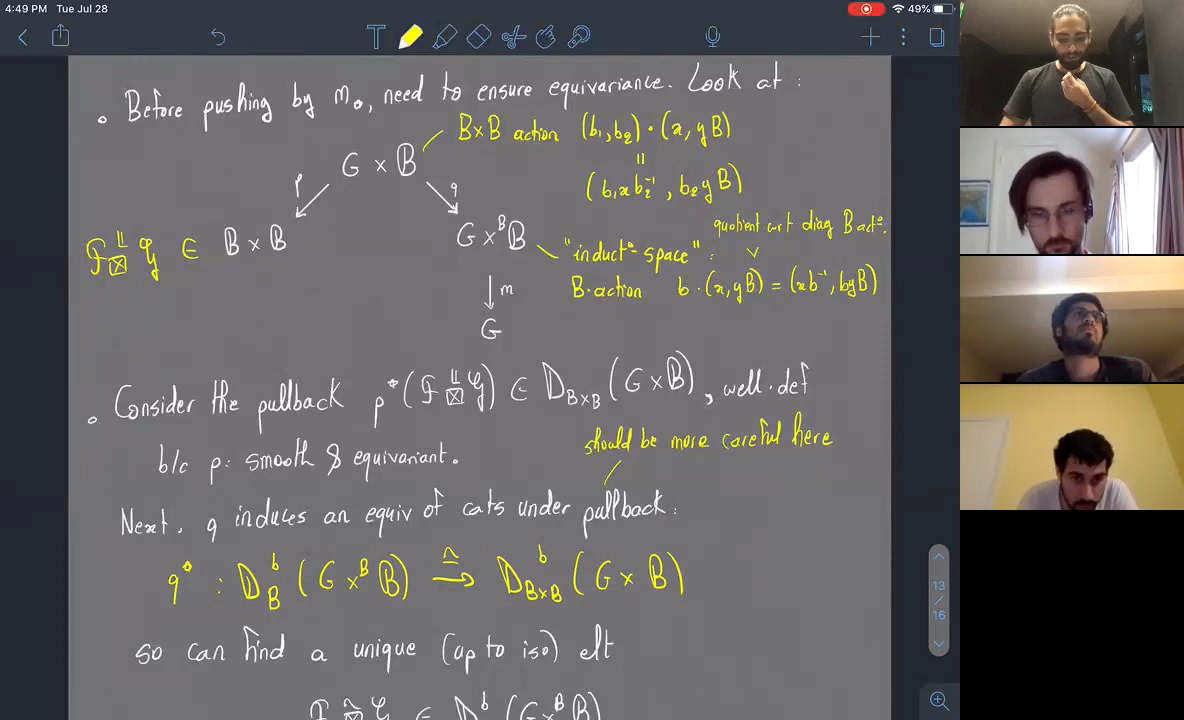 4:49 PM Tue Jul 28
49%
• Before pushing by m₀, need to ensure equivariance. Look at :
B×B action (b₁,b₂) · (x, yB)
G × 𝔹
=
(b₁xb₂⁻¹, b₂yB)
p
q
quotient wrt diag B act°.
F ⊠ᴸ G ∈ 𝔹 × 𝔹
G ×ᴮ 𝔹
"induct° space" :
B-action b · (x, yB) = (xb⁻¹, byB)
m
G
• Consider the pullback p*(F ⊠ᴸ G) ∈ D_{B×B} (G × 𝔹), well-def
b/c p: smooth & equivariant.
should be more careful here
Next, q induces an equiv of cats under pullback:
q* : D^b_B (G ×ᴮ 𝔹) ≅→ D^b_{B×B} (G × 𝔹)
so can find a unique (up to iso) elt
F ⊠̃ G ∈ D^b (G ×ᴮ 𝔹)
13
/
16